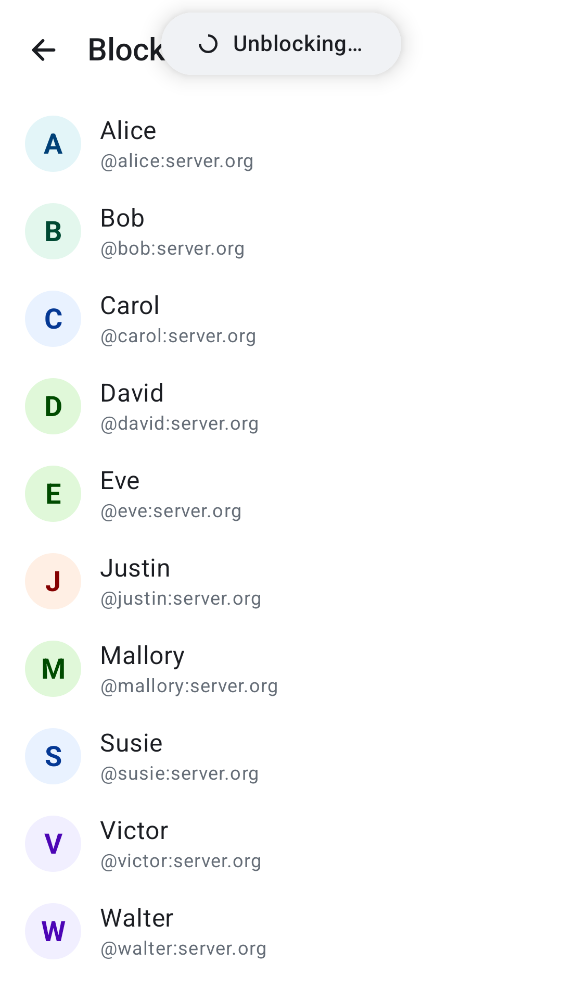 Block
Unblocking...
A
Alice
@alice:server.org
B
Bob
@bob:server.org
C
Carol
@carol:server.org
D
David
@david:server.org
E
Eve
@eve:server.org
J
Justin
@justin:server.org
M
Mallory
@mallory:server.org
S
Susie
@susie:server.org
V
Victor
@victor:server.org
W
Walter
@walter:server.org